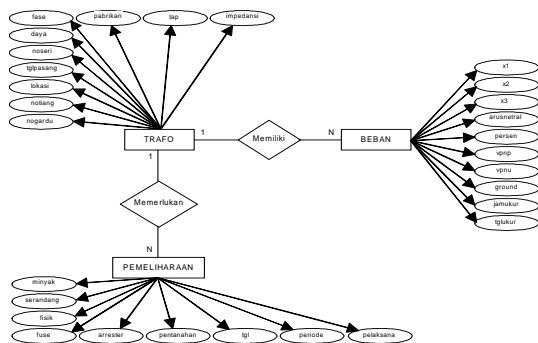 fase
pabrikan
tap
impedansi
daya
noseri
tglpasang
lokasi
notiang
nogardu
x1
x2
x3
arusnetral
persen
vpnp
vpnu
ground
jamukur
tglukur
TRAFO
1
Memiliki
N
BEBAN
1
Memerlukan
N
PEMELIHARAAN
minyak
serandang
fisik
fuse
arrester
pentanahan
tgl
periode
pelaksana